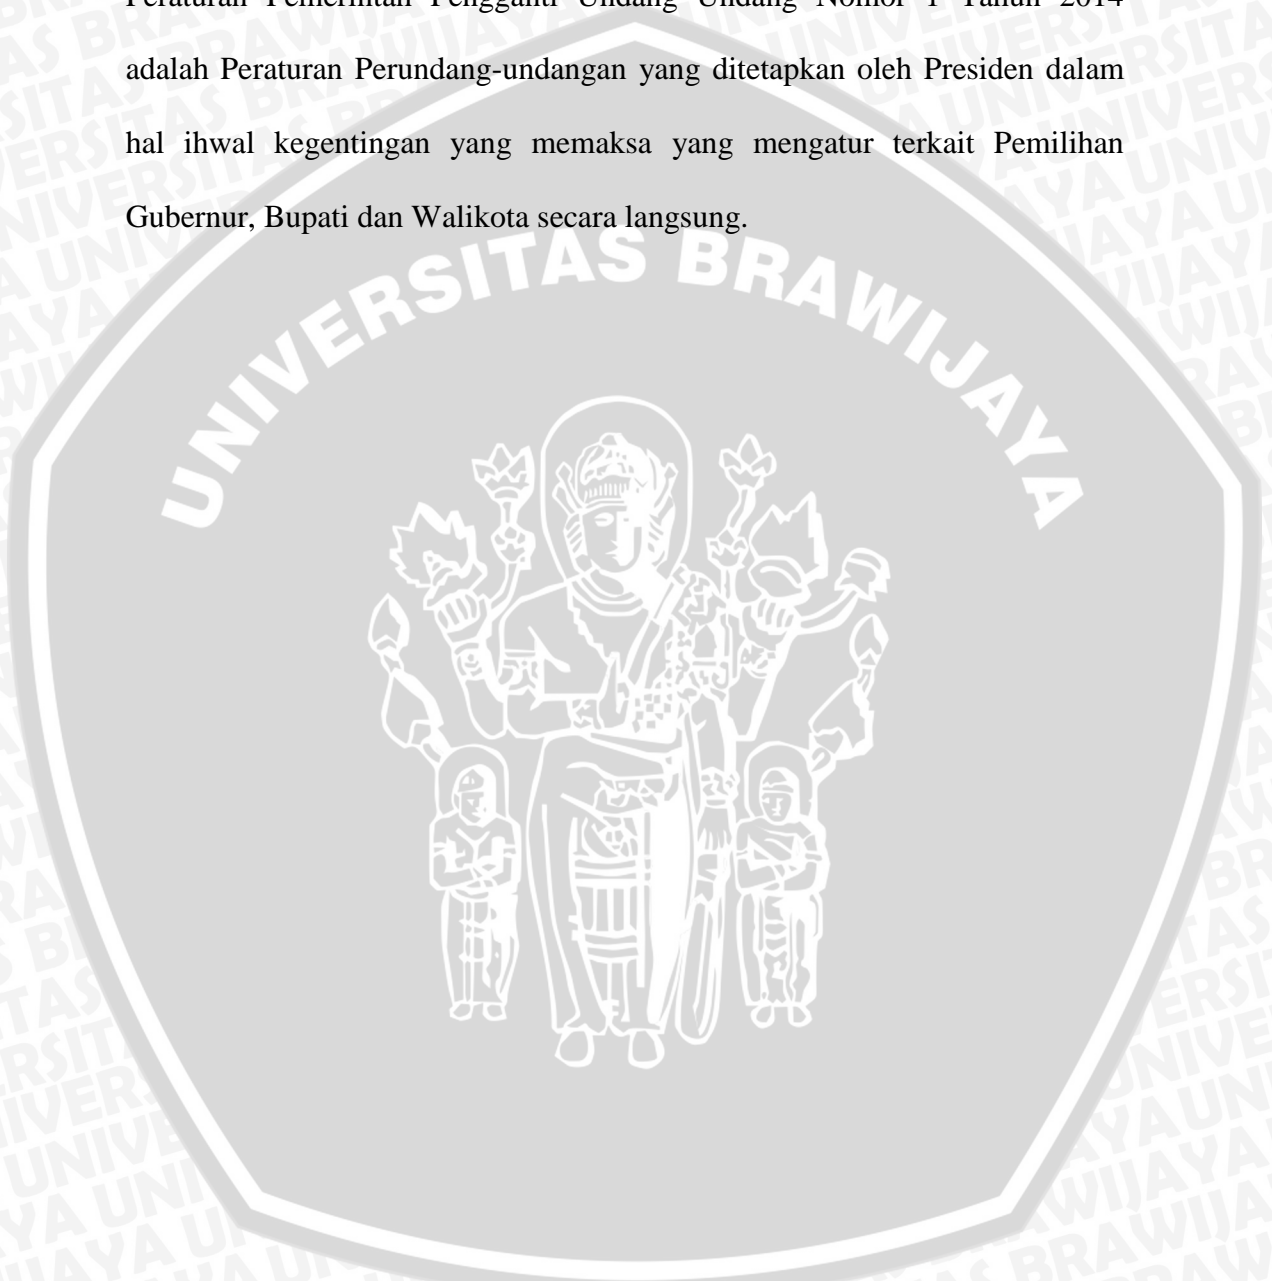 Peraturan Pemerintah Pengganti Undang Undang Nomor 1 Tahun 2014
adalah Peraturan Perundang-undangan yang ditetapkan oleh Presiden dalam
hal ihwal kegentingan yang memaksa yang mengatur terkait Pemilihan
Gubernur, Bupati dan Walikota secara langsung.
UNIVERSITAS BRAWIJAYA